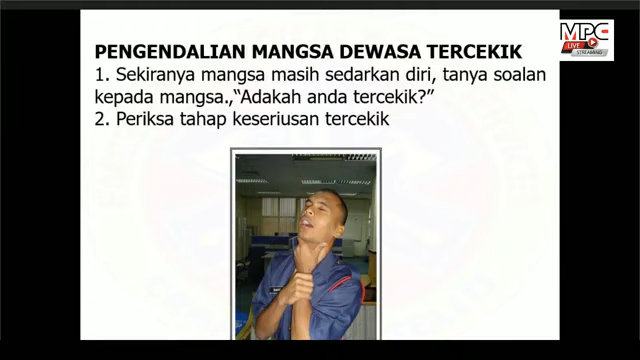 PENGENDALIAN MANGSA DEWASA TERCEKIK
1. Sekiranya mangsa masih sedarkan diri, tanya soalan
kepada mangsa.,“Adakah anda tercekik?”
2. Periksa tahap keseriusan tercekik
MPC
LIVE
STREAMING